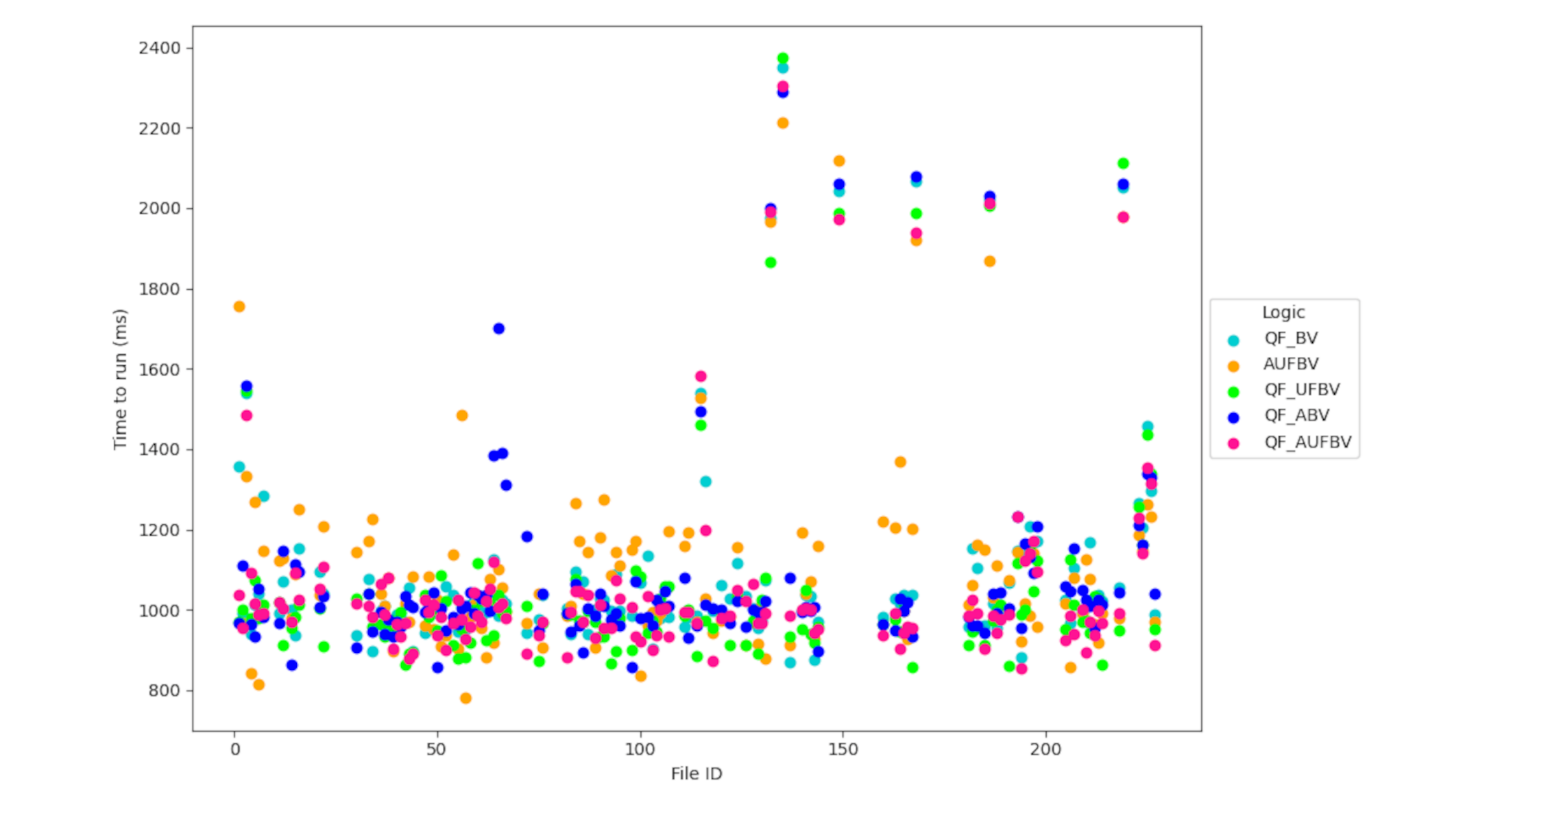 2400
2200
2000
1800
1600
1400
1200
1000
800
Time to run (ms)
0 50 100 150 200
File ID
Logic
QF_BV
AUFBV
QF_UFBV
QF_ABV
QF_AUFBV